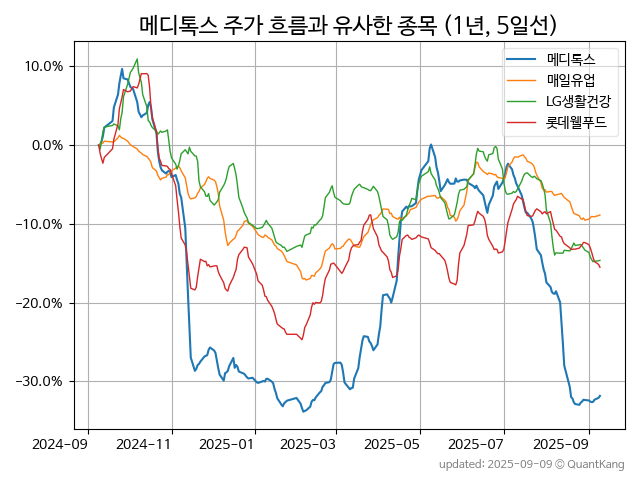 메디톡스 주가 흐름과 유사한 종목 (1년, 5일선)
메디톡스
매일유업
LG생활건강
롯데웰푸드
10.0%
0.0%
−10.0%
−20.0%
−30.0%
2024-09 2024-11 2025-01 2025-03 2025-05 2025-07 2025-09
updated: 2025-09-09 © QuantKang